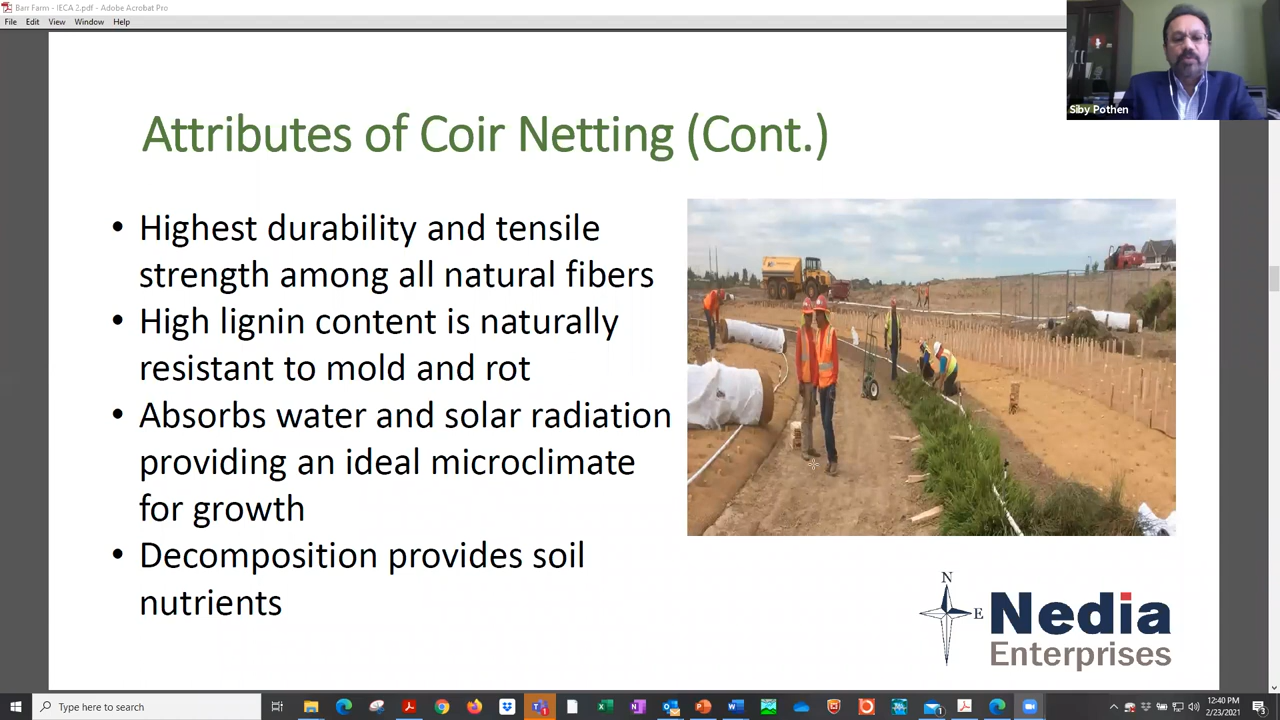 Barr Farm - IECA 2.pdf - Adobe Acrobat Pro
File Edit View Window Help
Siby Pothen
Attributes of Coir Netting (Cont.)
• Highest durability and tensile
strength among all natural fibers
• High lignin content is naturally
resistant to mold and rot
• Absorbs water and solar radiation
providing an ideal microclimate
for growth
• Decomposition provides soil
nutrients
N
E
Nedia
Enterprises
Type here to search
12:40 PM
2/23/2021